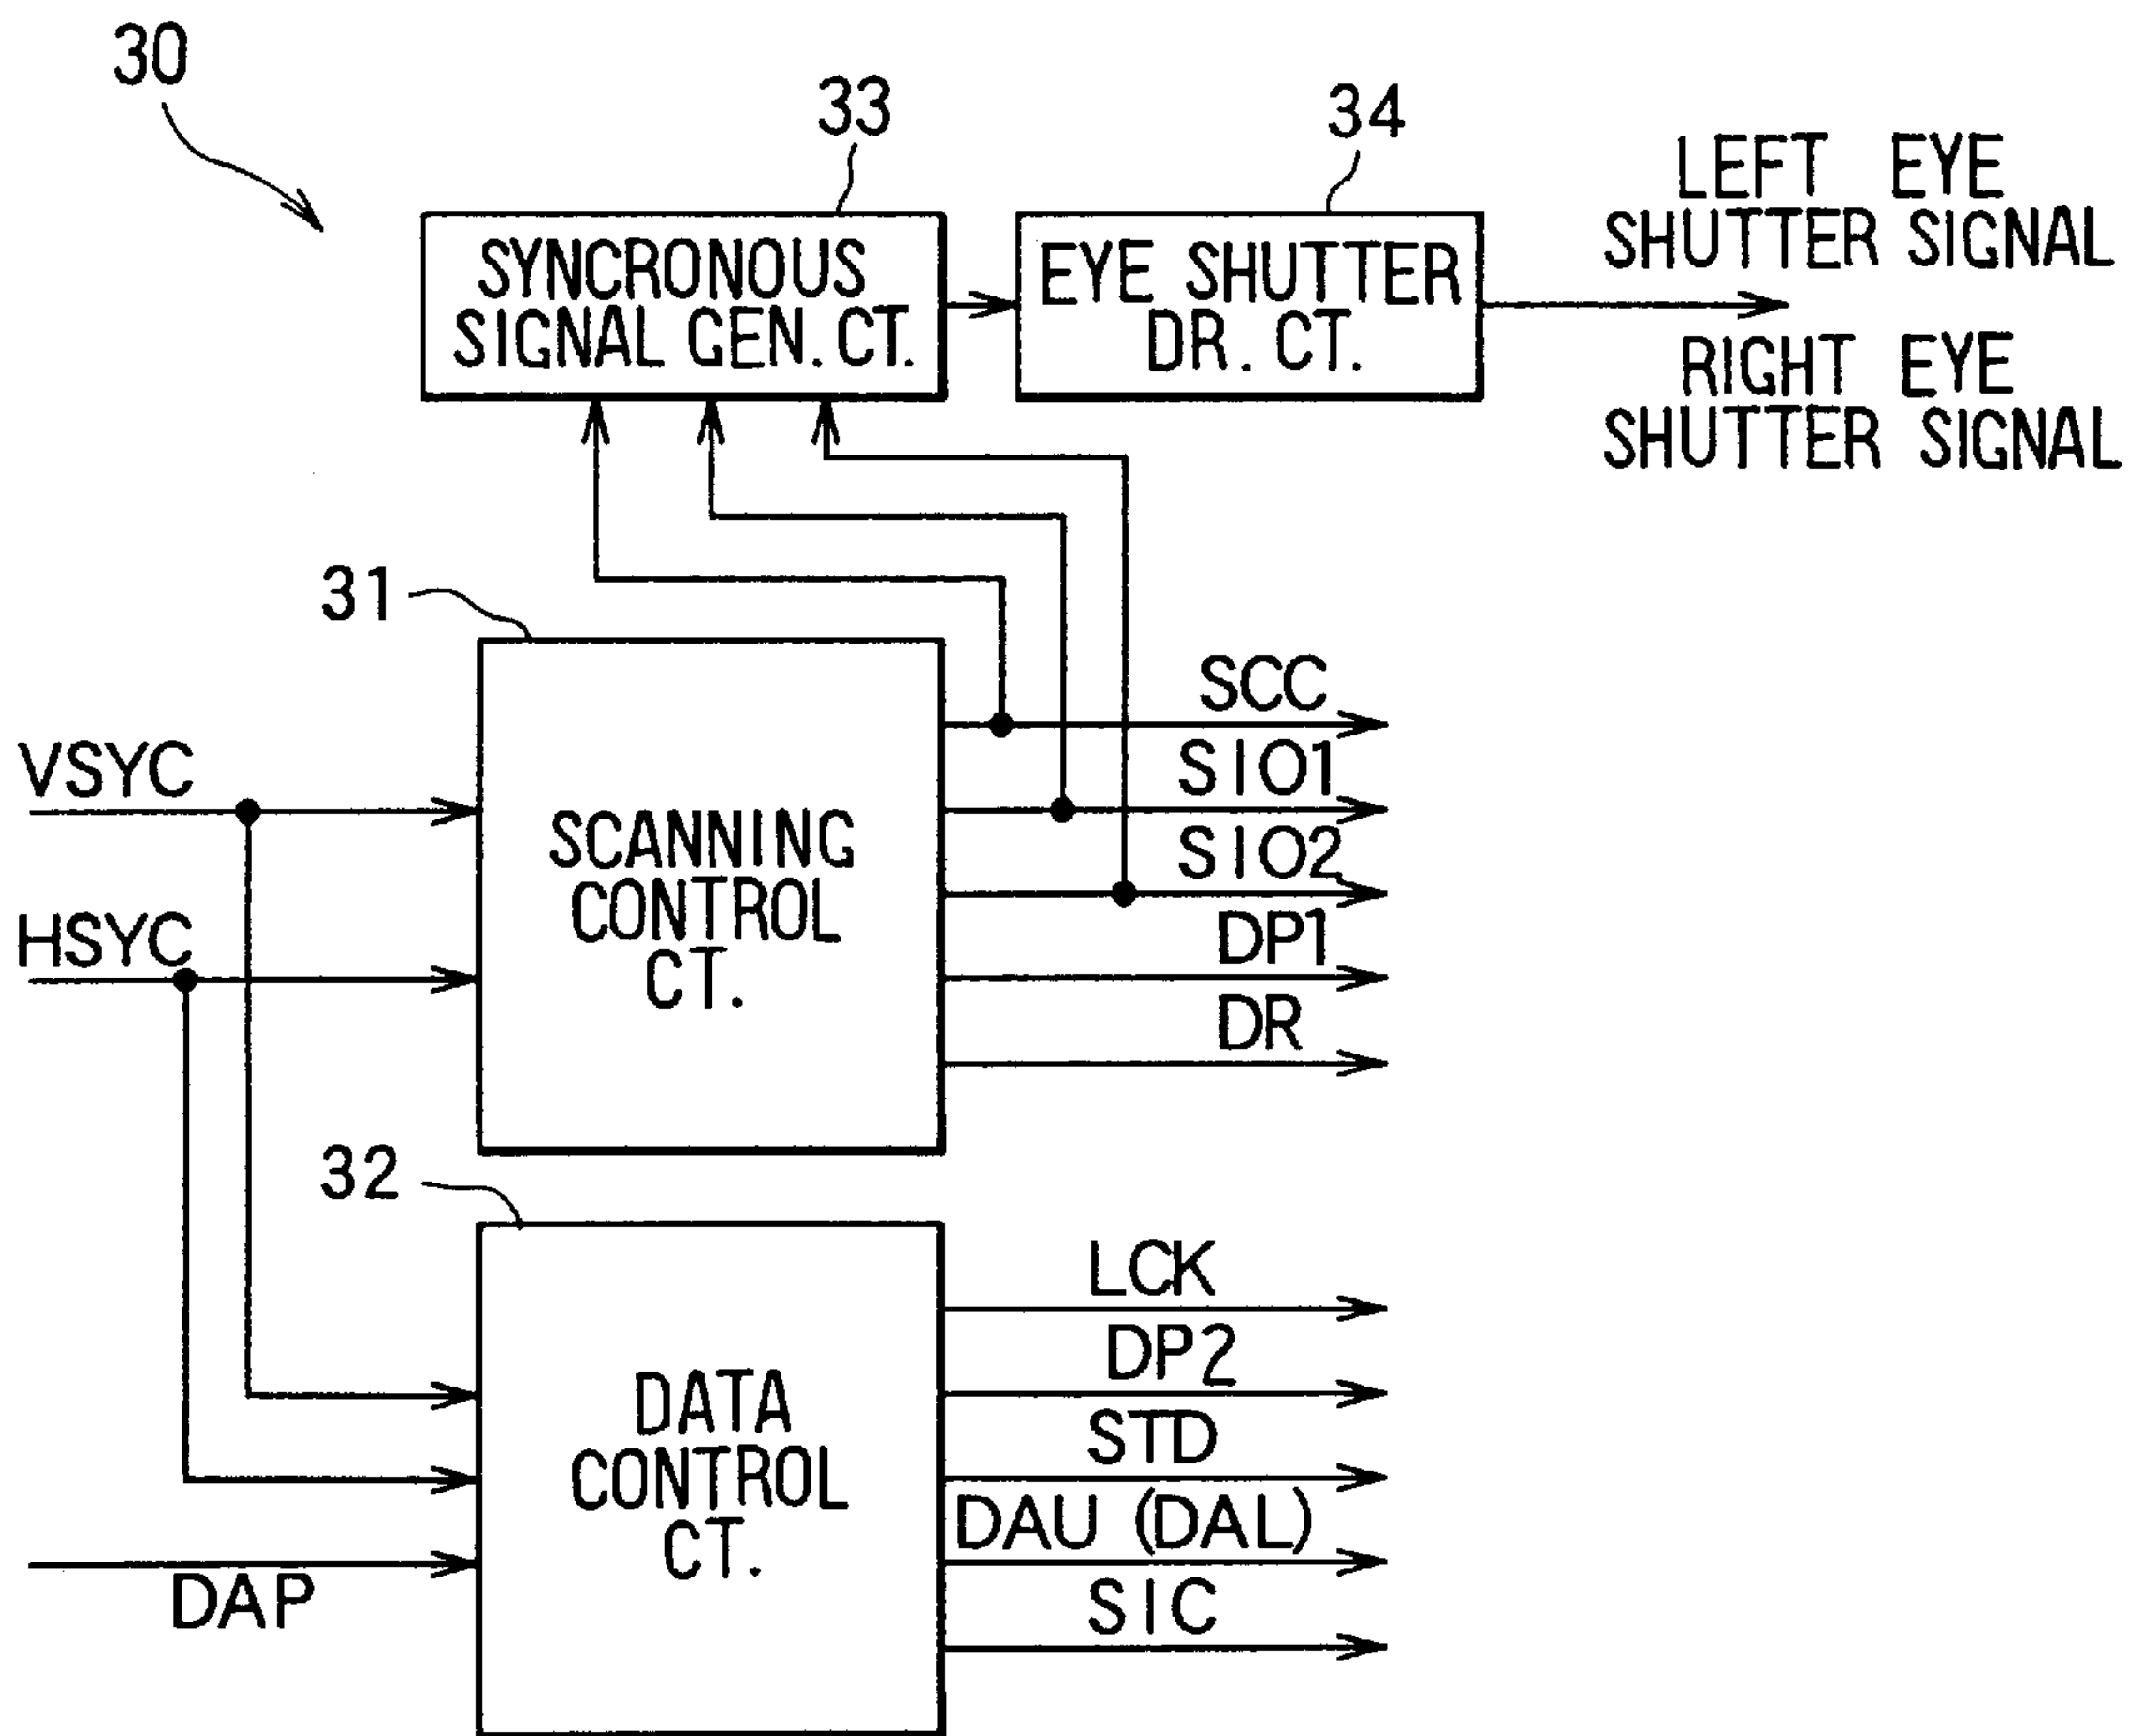 30
33
34
LEFT EYE
SHUTTER SIGNAL
SYNCRONOUS
SIGNAL GEN. CT.
EYE SHUTTER
DR. CT.
RIGHT EYE
SHUTTER SIGNAL
31
SCC
VSYC
SIO1
SCANNING
CONTROL
CT.
SIO2
HSYC
DP1
DR
32
LCK
DP2
DATA
CONTROL
CT.
STD
DAU (DAL)
DAP
SIC